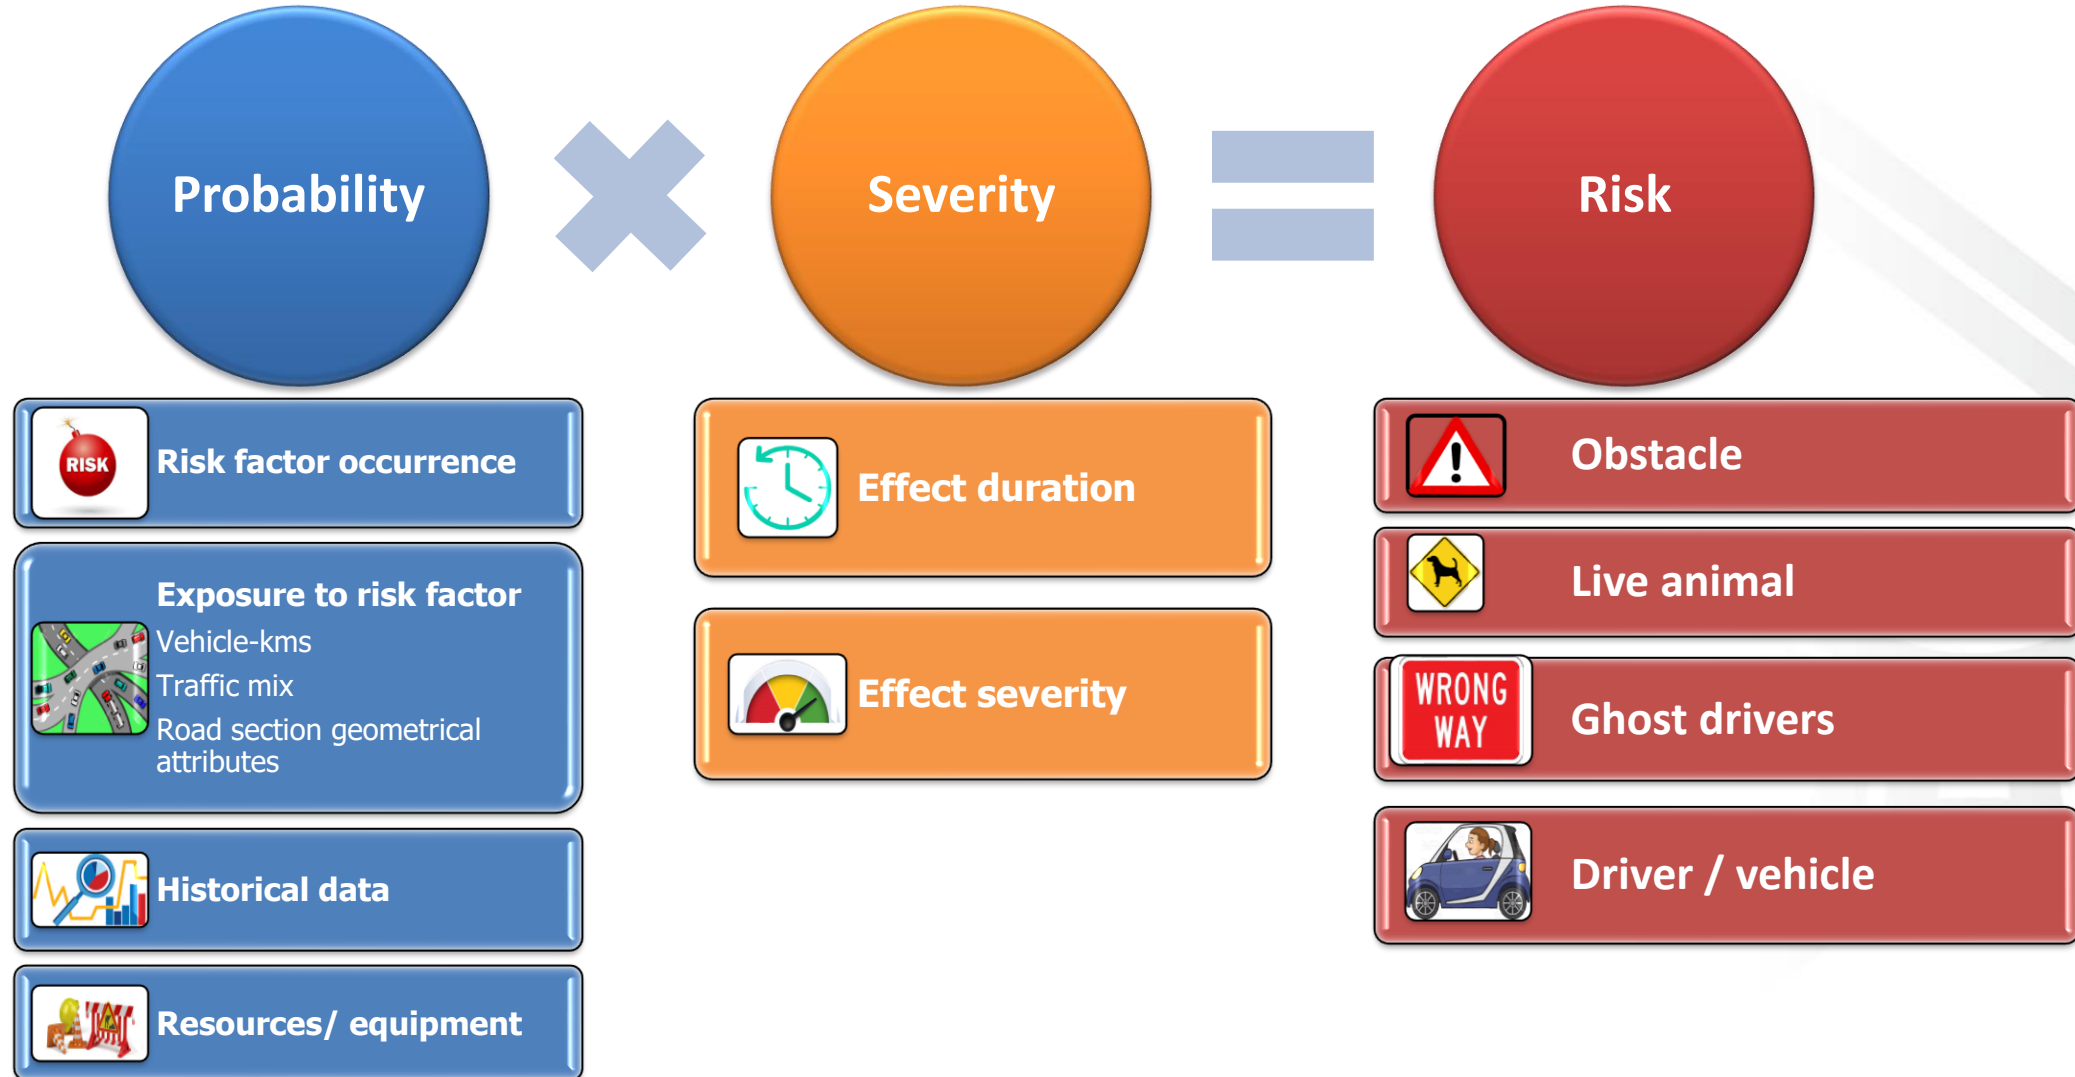 Probability
Severity
Risk
RISK
Risk factor occurrence
Exposure to risk factor
Vehicle-kms
Traffic mix
Road section geometrical
attributes
Historical data
Resources/ equipment
Effect duration
Effect severity
Obstacle
Live animal
WRONG
WAY
Ghost drivers
Driver / vehicle